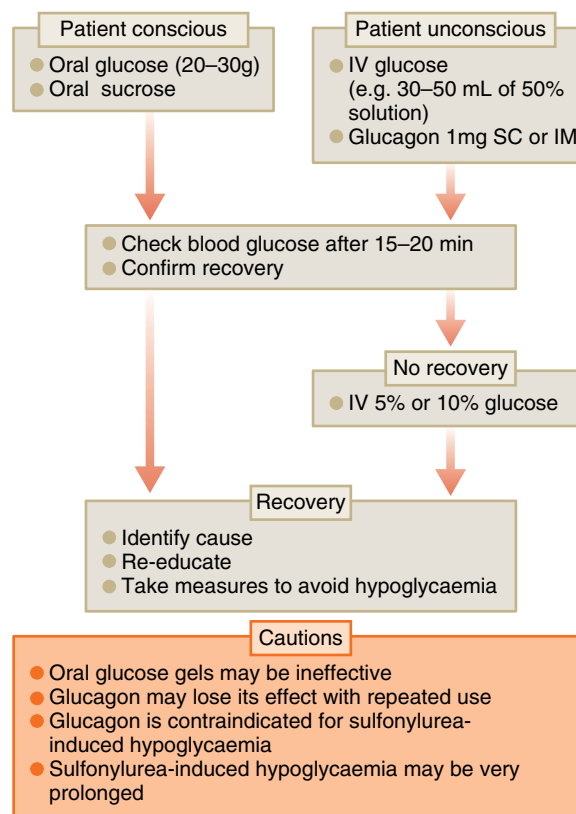 Patient conscious
Oral glucose (20–30g)
Oral sucrose
Patient unconscious
IV glucose
(e.g. 30–50 mL of 50%
solution)
Glucagon 1mg SC or IM
Check blood glucose after 15–20 min
Confirm recovery
No recovery
IV 5% or 10% glucose
Recovery
Identify cause
Re-educate
Take measures to avoid hypoglycaemia
Cautions
Oral glucose gels may be ineffective
Glucagon may lose its effect with repeated use
Glucagon is contraindicated for sulfonylurea-
induced hypoglycaemia
Sulfonylurea-induced hypoglycaemia may be very
prolonged